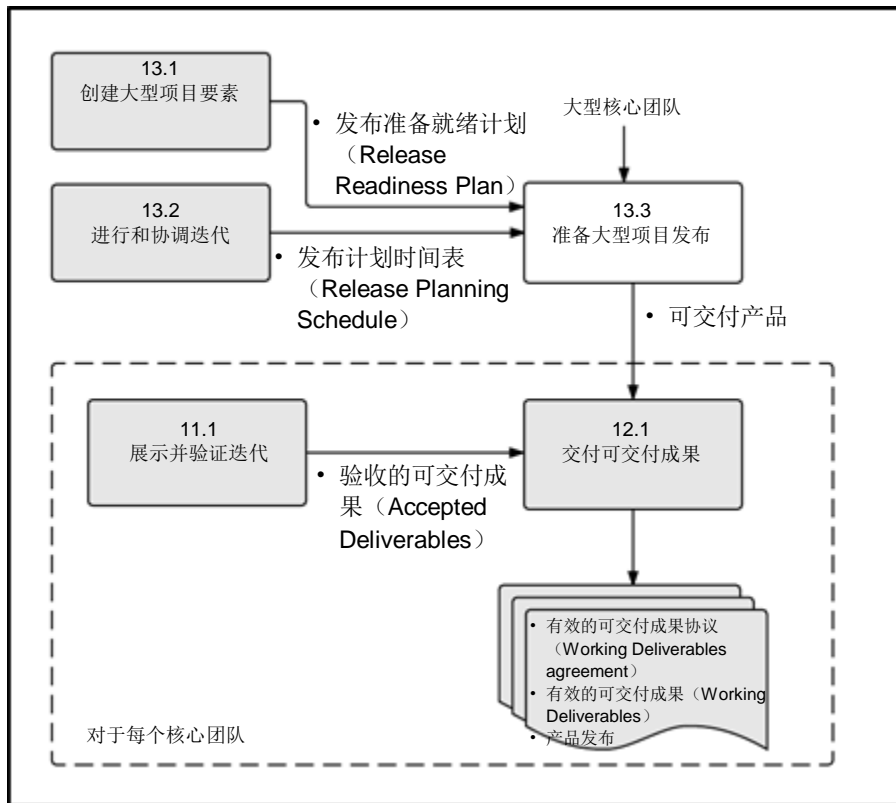 13.1
创建大型项目要素
大型核心团队
• 发布准备就绪计划
（Release
Readiness Plan）
13.2
进行和协调迭代
13.3
准备大型项目发布
• 发布计划时间表
（Release Planning
Schedule）
• 可交付产品
11.1
展示并验证迭代
12.1
交付可交付成果
• 验收的可交付成
果（Accepted
Deliverables）
• 有效的可交付成果协议
（Working Deliverables
agreement）
• 有效的可交付成果（Working
Deliverables）
• 产品发布
对于每个核心团队